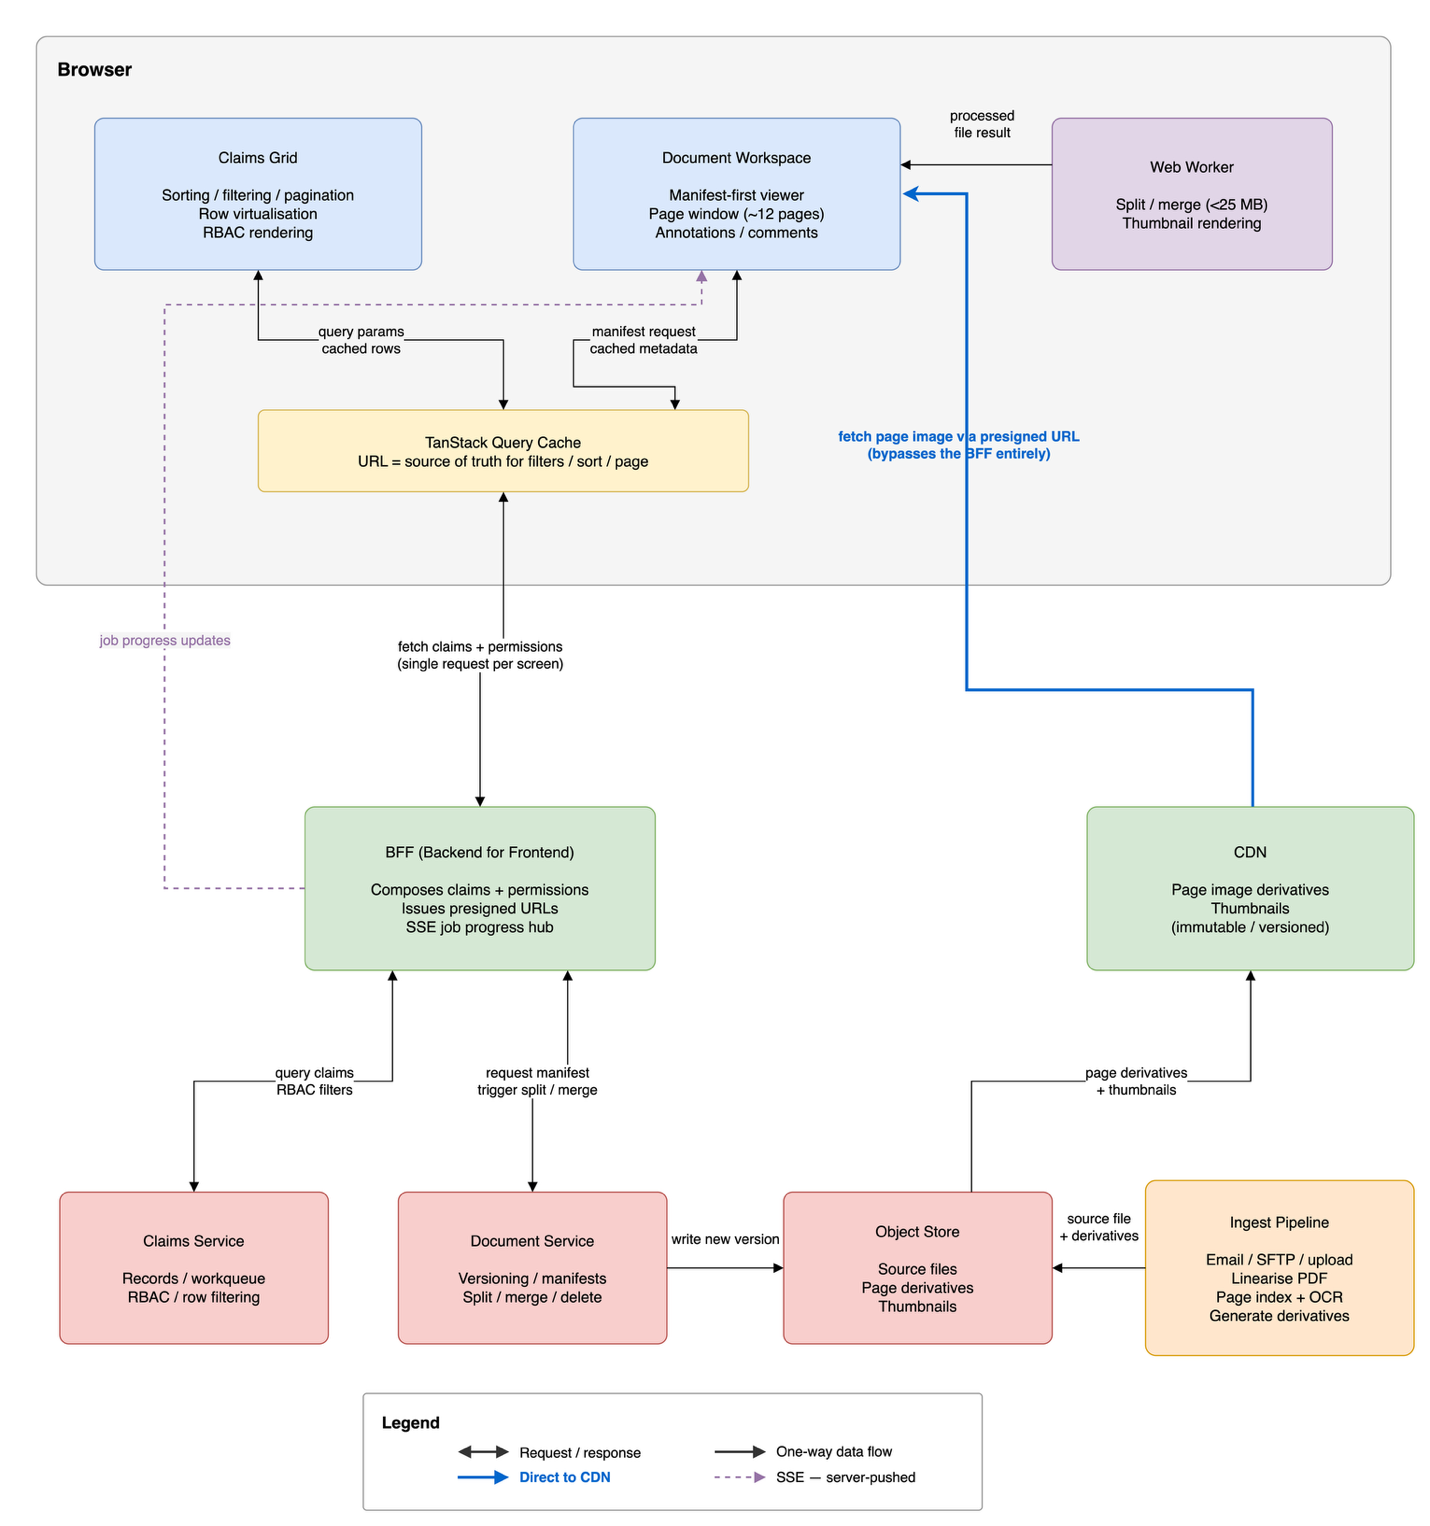 Browser
Claims Grid
Sorting / filtering / pagination
Row virtualisation
RBAC rendering
Document Workspace
Manifest-first viewer
Page window (~12 pages)
Annotations / comments
processed
file result
Web Worker
Split / merge (<25 MB)
Thumbnail rendering
query params
cached rows
manifest request
cached metadata
TanStack Query Cache
URL = source of truth for filters / sort / page
fetch page image via presigned URL
(bypasses the BFF entirely)
job progress updates
fetch claims + permissions
(single request per screen)
BFF (Backend for Frontend)
Composes claims + permissions
Issues presigned URLs
SSE job progress hub
CDN
Page image derivatives
Thumbnails
(immutable / versioned)
query claims
RBAC filters
request manifest
trigger split / merge
page derivatives
+ thumbnails
Claims Service
Records / workqueue
RBAC / row filtering
Document Service
Versioning / manifests
Split / merge / delete
write new version
Object Store
Source files
Page derivatives
Thumbnails
source file
+ derivatives
Ingest Pipeline
Email / SFTP / upload
Linearise PDF
Page index + OCR
Generate derivatives
Legend
Request / response
One-way data flow
Direct to CDN
SSE — server-pushed